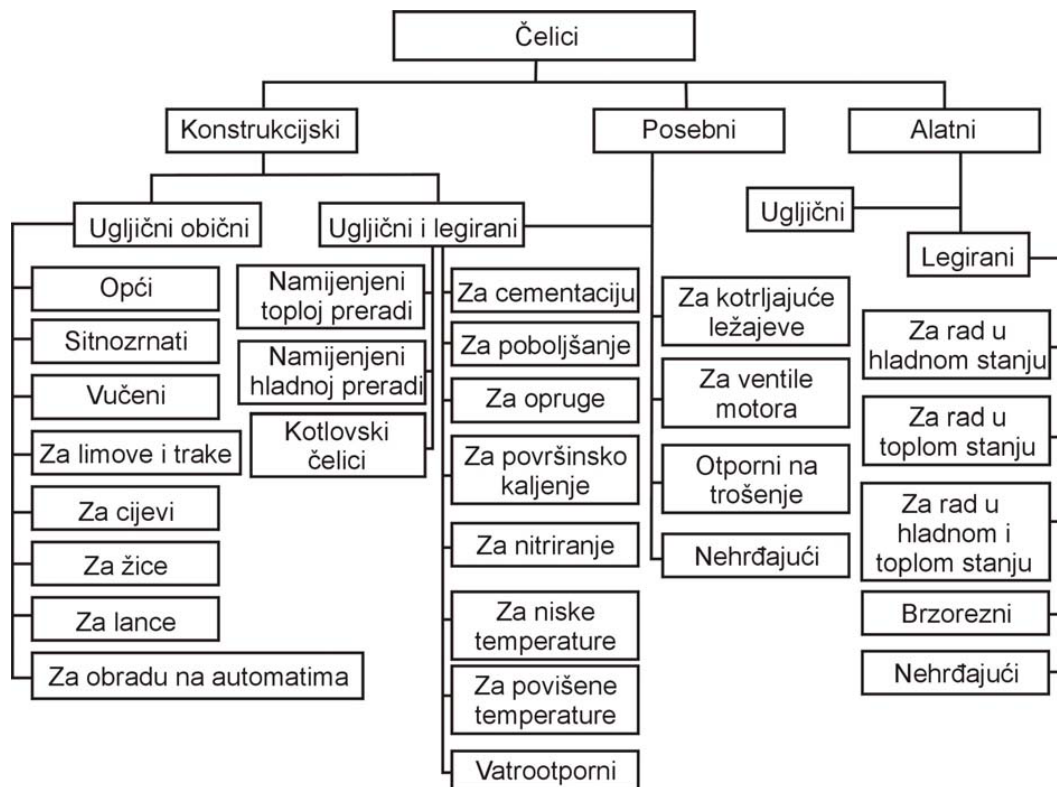 Čelici
Konstrukcijski
Posebni
Alatni
Ugljični obični
Ugljični i legirani
Ugljični
Legirani
Opći
Sitnozrnati
Vučeni
Za limove i trake
Za cijevi
Za žice
Za lance
Za obradu na automatima
Namijenjeni
toploj preradi
Namijenjeni
hladnoj preradi
Kotlovski
čelici
Za cementaciju
Za poboljšanje
Za opruge
Za površinsko
kaljenje
Za nitriranje
Za niske
temperature
Za povišene
temperature
Vatrootporni
Za kotrljajuće
ležajeve
Za ventile
motora
Otporni na
trošenje
Nehrđajući
Za rad u
hladnom stanju
Za rad u
toplom stanju
Za rad u
hladnom i
toplom stanju
Brzorezni
Nehrđajući